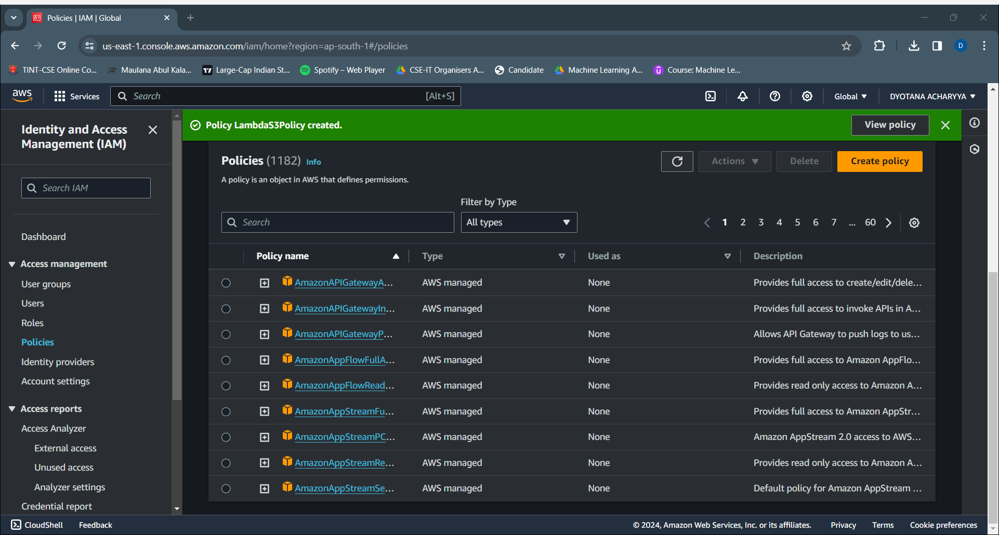 Policies | IAM | Global
us-east-1.console.aws.amazon.com/iam/home?region=ap-south-1#/policies
D
TINT-CSE Online Co...
Maulana Abul Kala...
Large-Cap Indian St...
Spotify – Web Player
CSE-IT Organisers A...
Candidate
Machine Learning A...
Course: Machine Le...
aws
Services
Search
[Alt+S]
Global
DYOTANA ACHARYYA
Identity and Access
Management (IAM)
Search IAM
Dashboard
Access management
User groups
Users
Roles
Policies
Identity providers
Account settings
Access reports
Access Analyzer
External access
Unused access
Analyzer settings
Credential report
Policy LambdaS3Policy created.
View policy
Policies (1182) Info
Actions
Delete
Create policy
A policy is an object in AWS that defines permissions.
Filter by Type
Search
All types
1 2 3 4 5 6 7 ... 60
Policy name Type Used as Description
AmazonAPIGatewayA... AWS managed None Provides full access to create/edit/dele...
AmazonAPIGatewayIn... AWS managed None Provides full access to invoke APIs in A...
AmazonAPIGatewayP... AWS managed None Allows API Gateway to push logs to us...
AmazonAppFlowFullA... AWS managed None Provides full access to Amazon AppFlo...
AmazonAppFlowRead... AWS managed None Provides read only access to Amazon A...
AmazonAppStreamFu... AWS managed None Provides full access to Amazon AppStr...
AmazonAppStreamPC... AWS managed None Amazon AppStream 2.0 access to AWS...
AmazonAppStreamRe... AWS managed None Provides read only access to Amazon A...
AmazonAppStreamSe... AWS managed None Default policy for Amazon AppStream ...
CloudShell
Feedback
© 2024, Amazon Web Services, Inc. or its affiliates.
Privacy
Terms
Cookie preferences